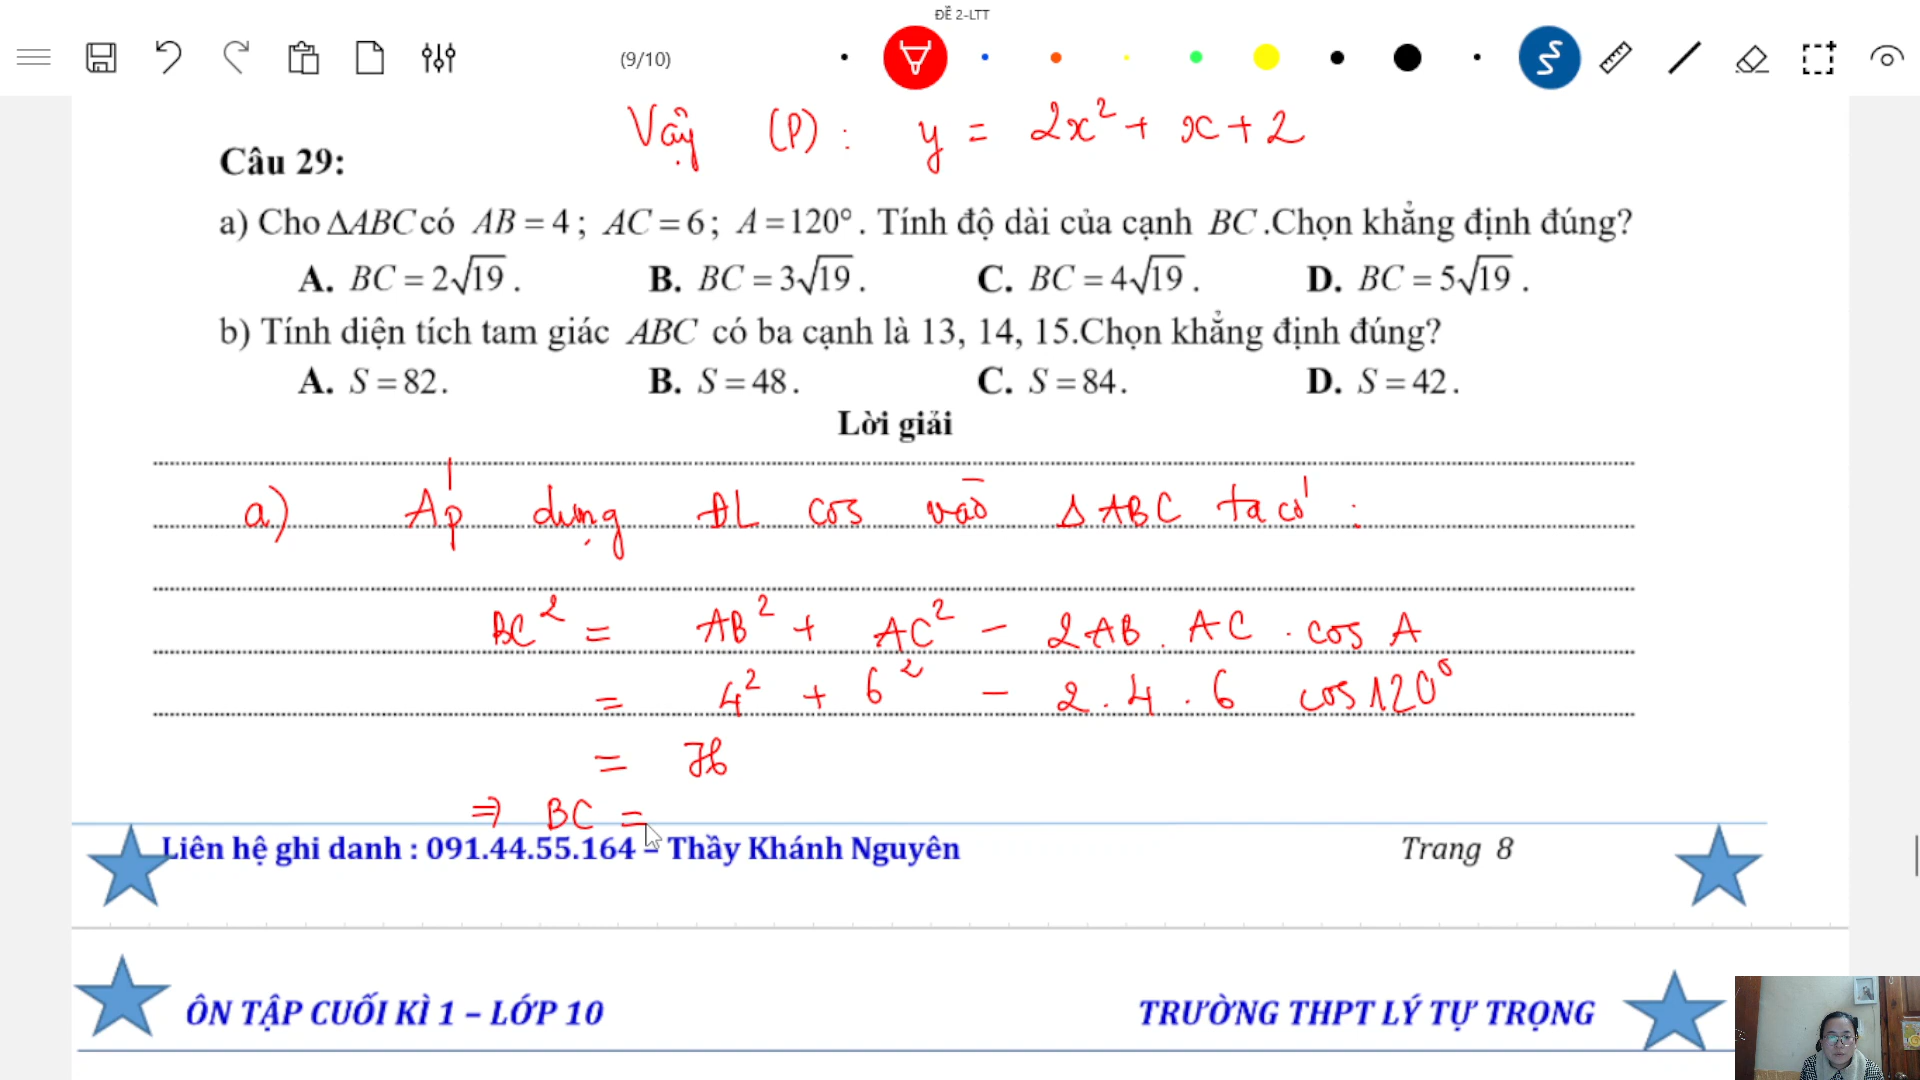 ĐỀ 2-LTT
(9/10)
Vậy (P): y = 2x² + x + 2
Câu 29:
a) Cho ΔABC có AB = 4; AC = 6; A = 120°. Tính độ dài của cạnh BC.Chọn khẳng định đúng?
A. BC = 2√19. B. BC = 3√19. C. BC = 4√19. D. BC = 5√19.
b) Tính diện tích tam giác ABC có ba cạnh là 13, 14, 15.Chọn khẳng định đúng?
A. S = 82. B. S = 48. C. S = 84. D. S = 42.
Lời giải
a) Áp dụng ĐL cos vào Δ ABC ta có :
BC² = AB² + AC² - 2AB . AC . cos A
= 4² + 6² - 2 . 4 . 6 cos120°
= 76
⇒ BC =
Liên hệ ghi danh : 091.44.55.164 – Thầy Khánh Nguyên Trang 8
ÔN TẬP CUỐI KÌ 1 – LỚP 10 TRƯỜNG THPT LÝ TỰ TRỌNG